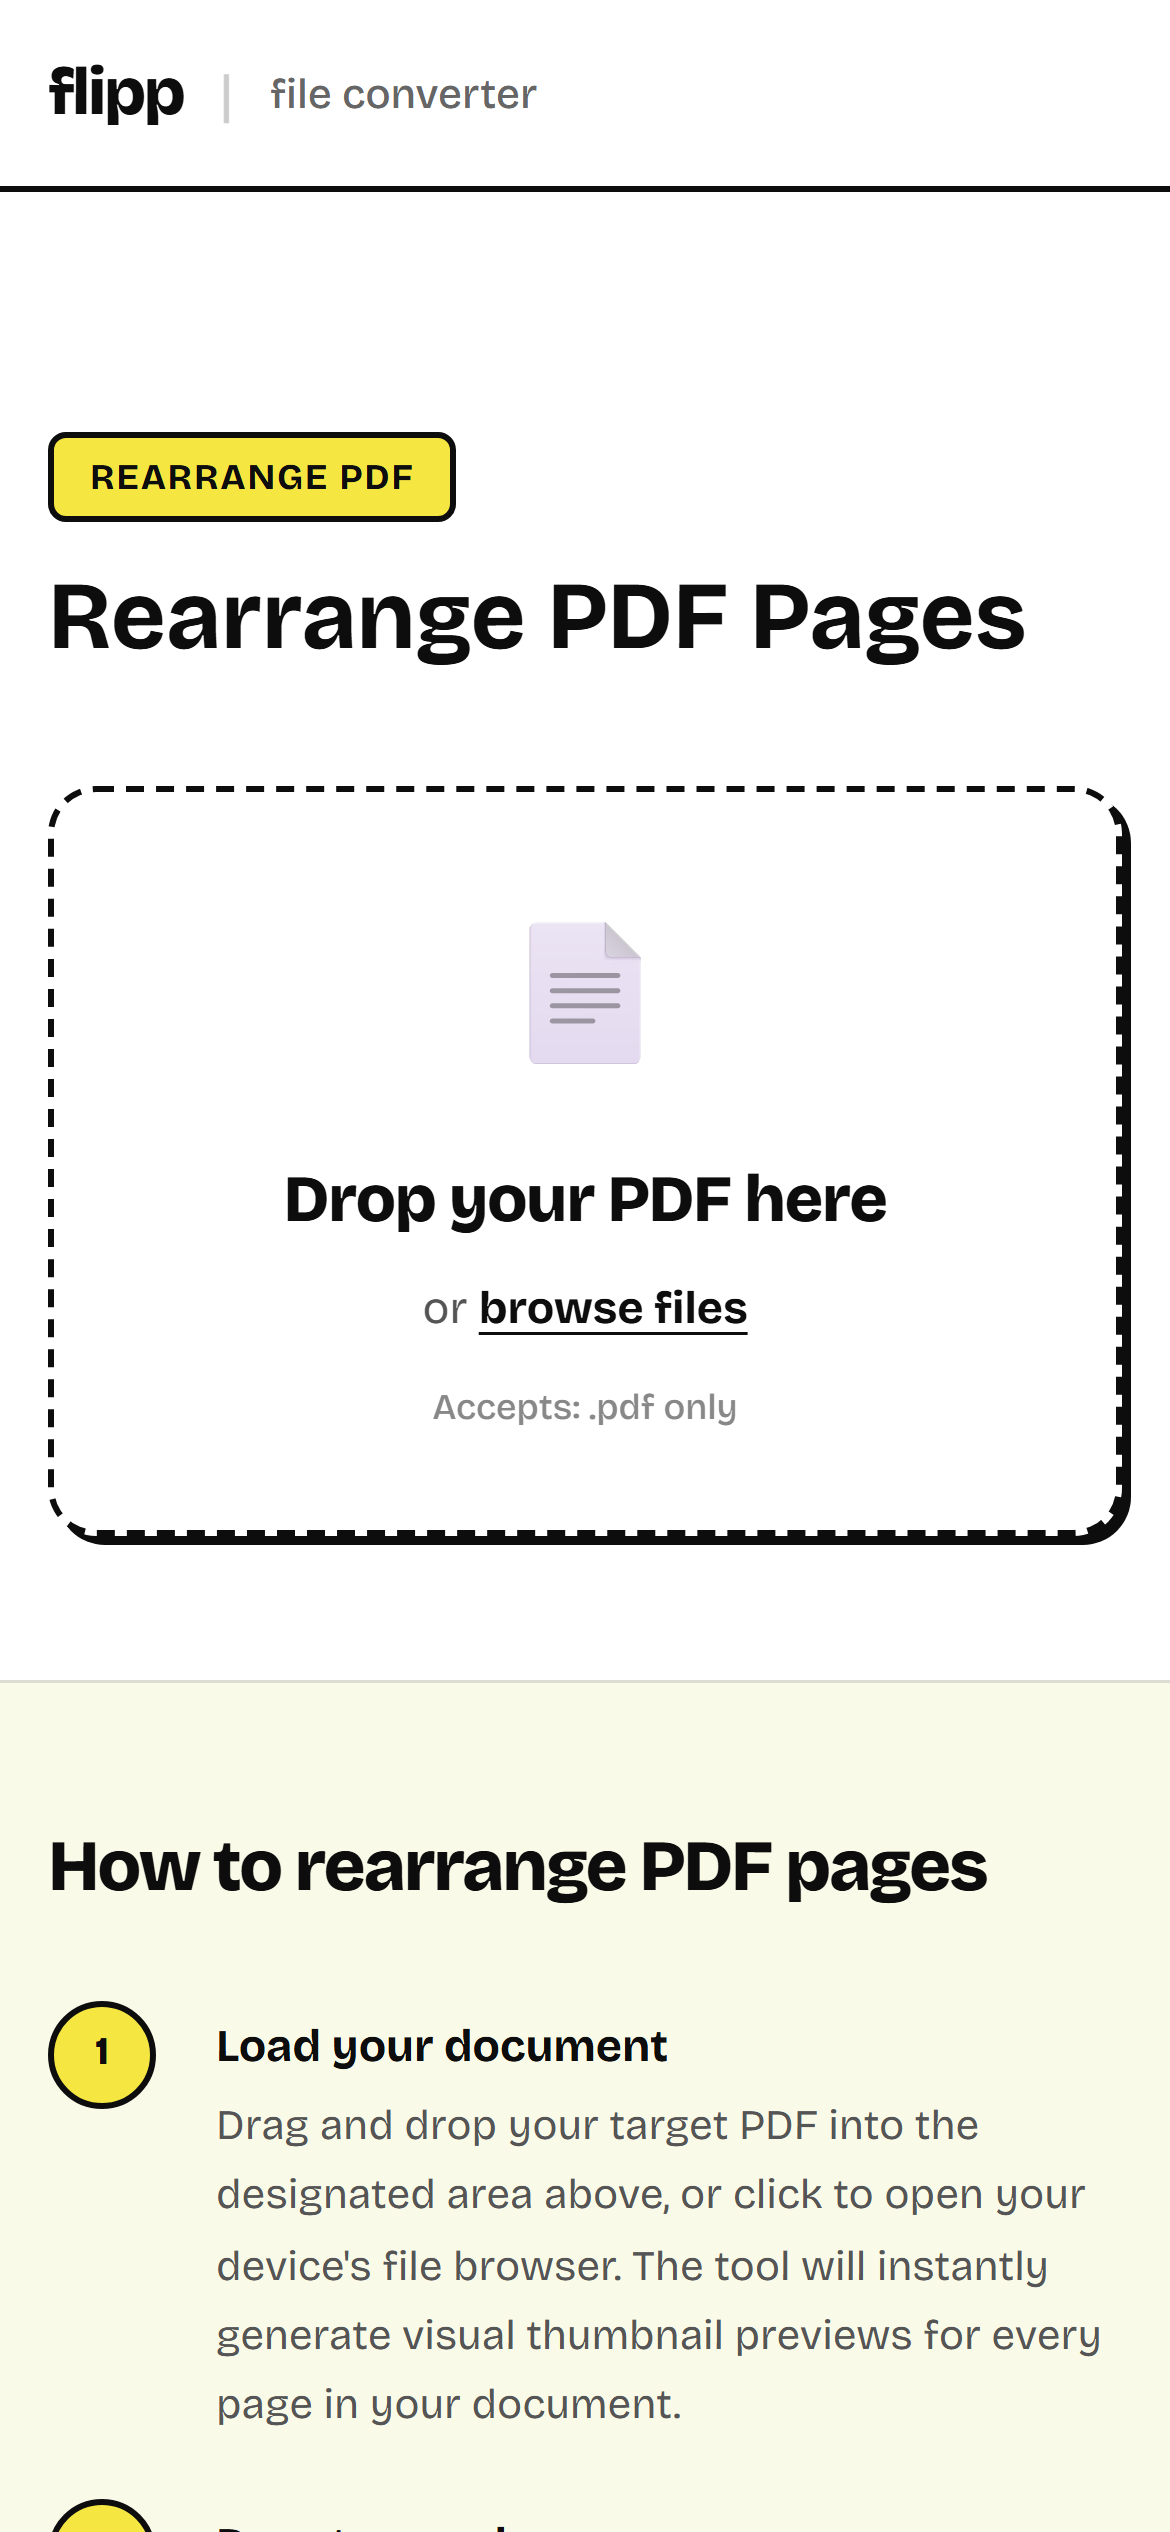 flipp | file converter
REARRANGE PDF
Rearrange PDF Pages
Drop your PDF here
or browse files
Accepts: .pdf only
How to rearrange PDF pages
1
Load your document
Drag and drop your target PDF into the
designated area above, or click to open your
device's file browser. The tool will instantly
generate visual thumbnail previews for every
page in your document.